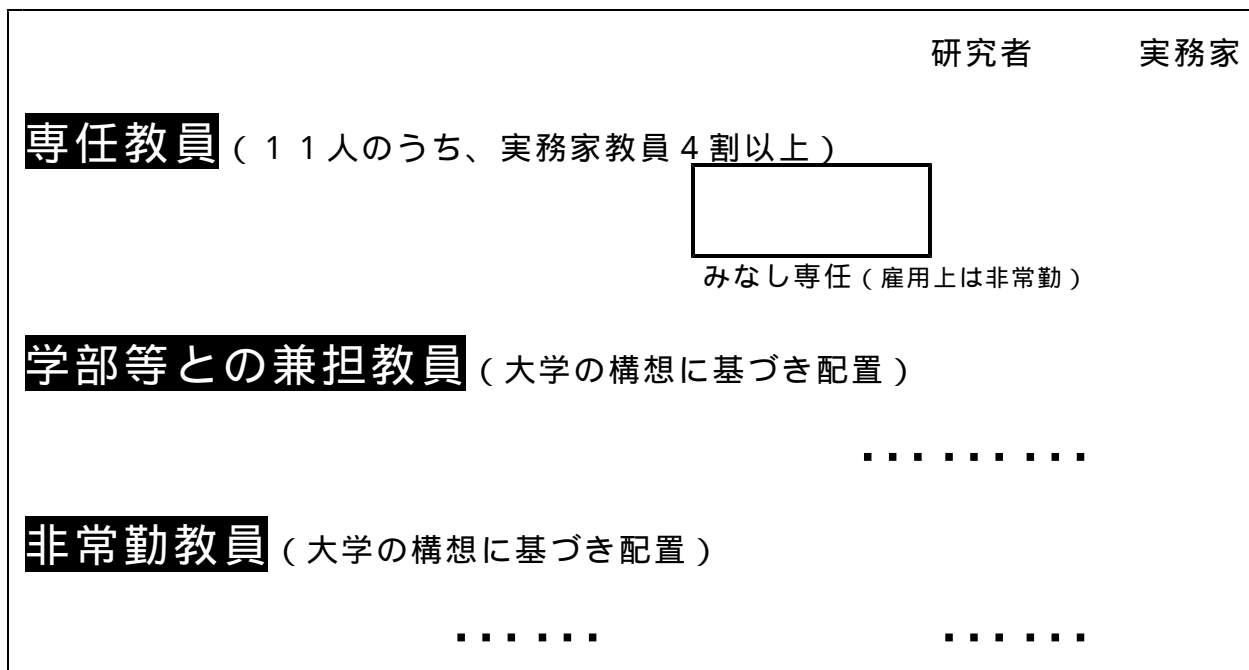 研究者 実務家
専任教員（１１人のうち、実務家教員４割以上）
みなし専任（雇用上は非常勤）
学部等との兼担教員（大学の構想に基づき配置）
・・・・・・・・・
非常勤教員（大学の構想に基づき配置）
・・・・・・ ・・・・・・